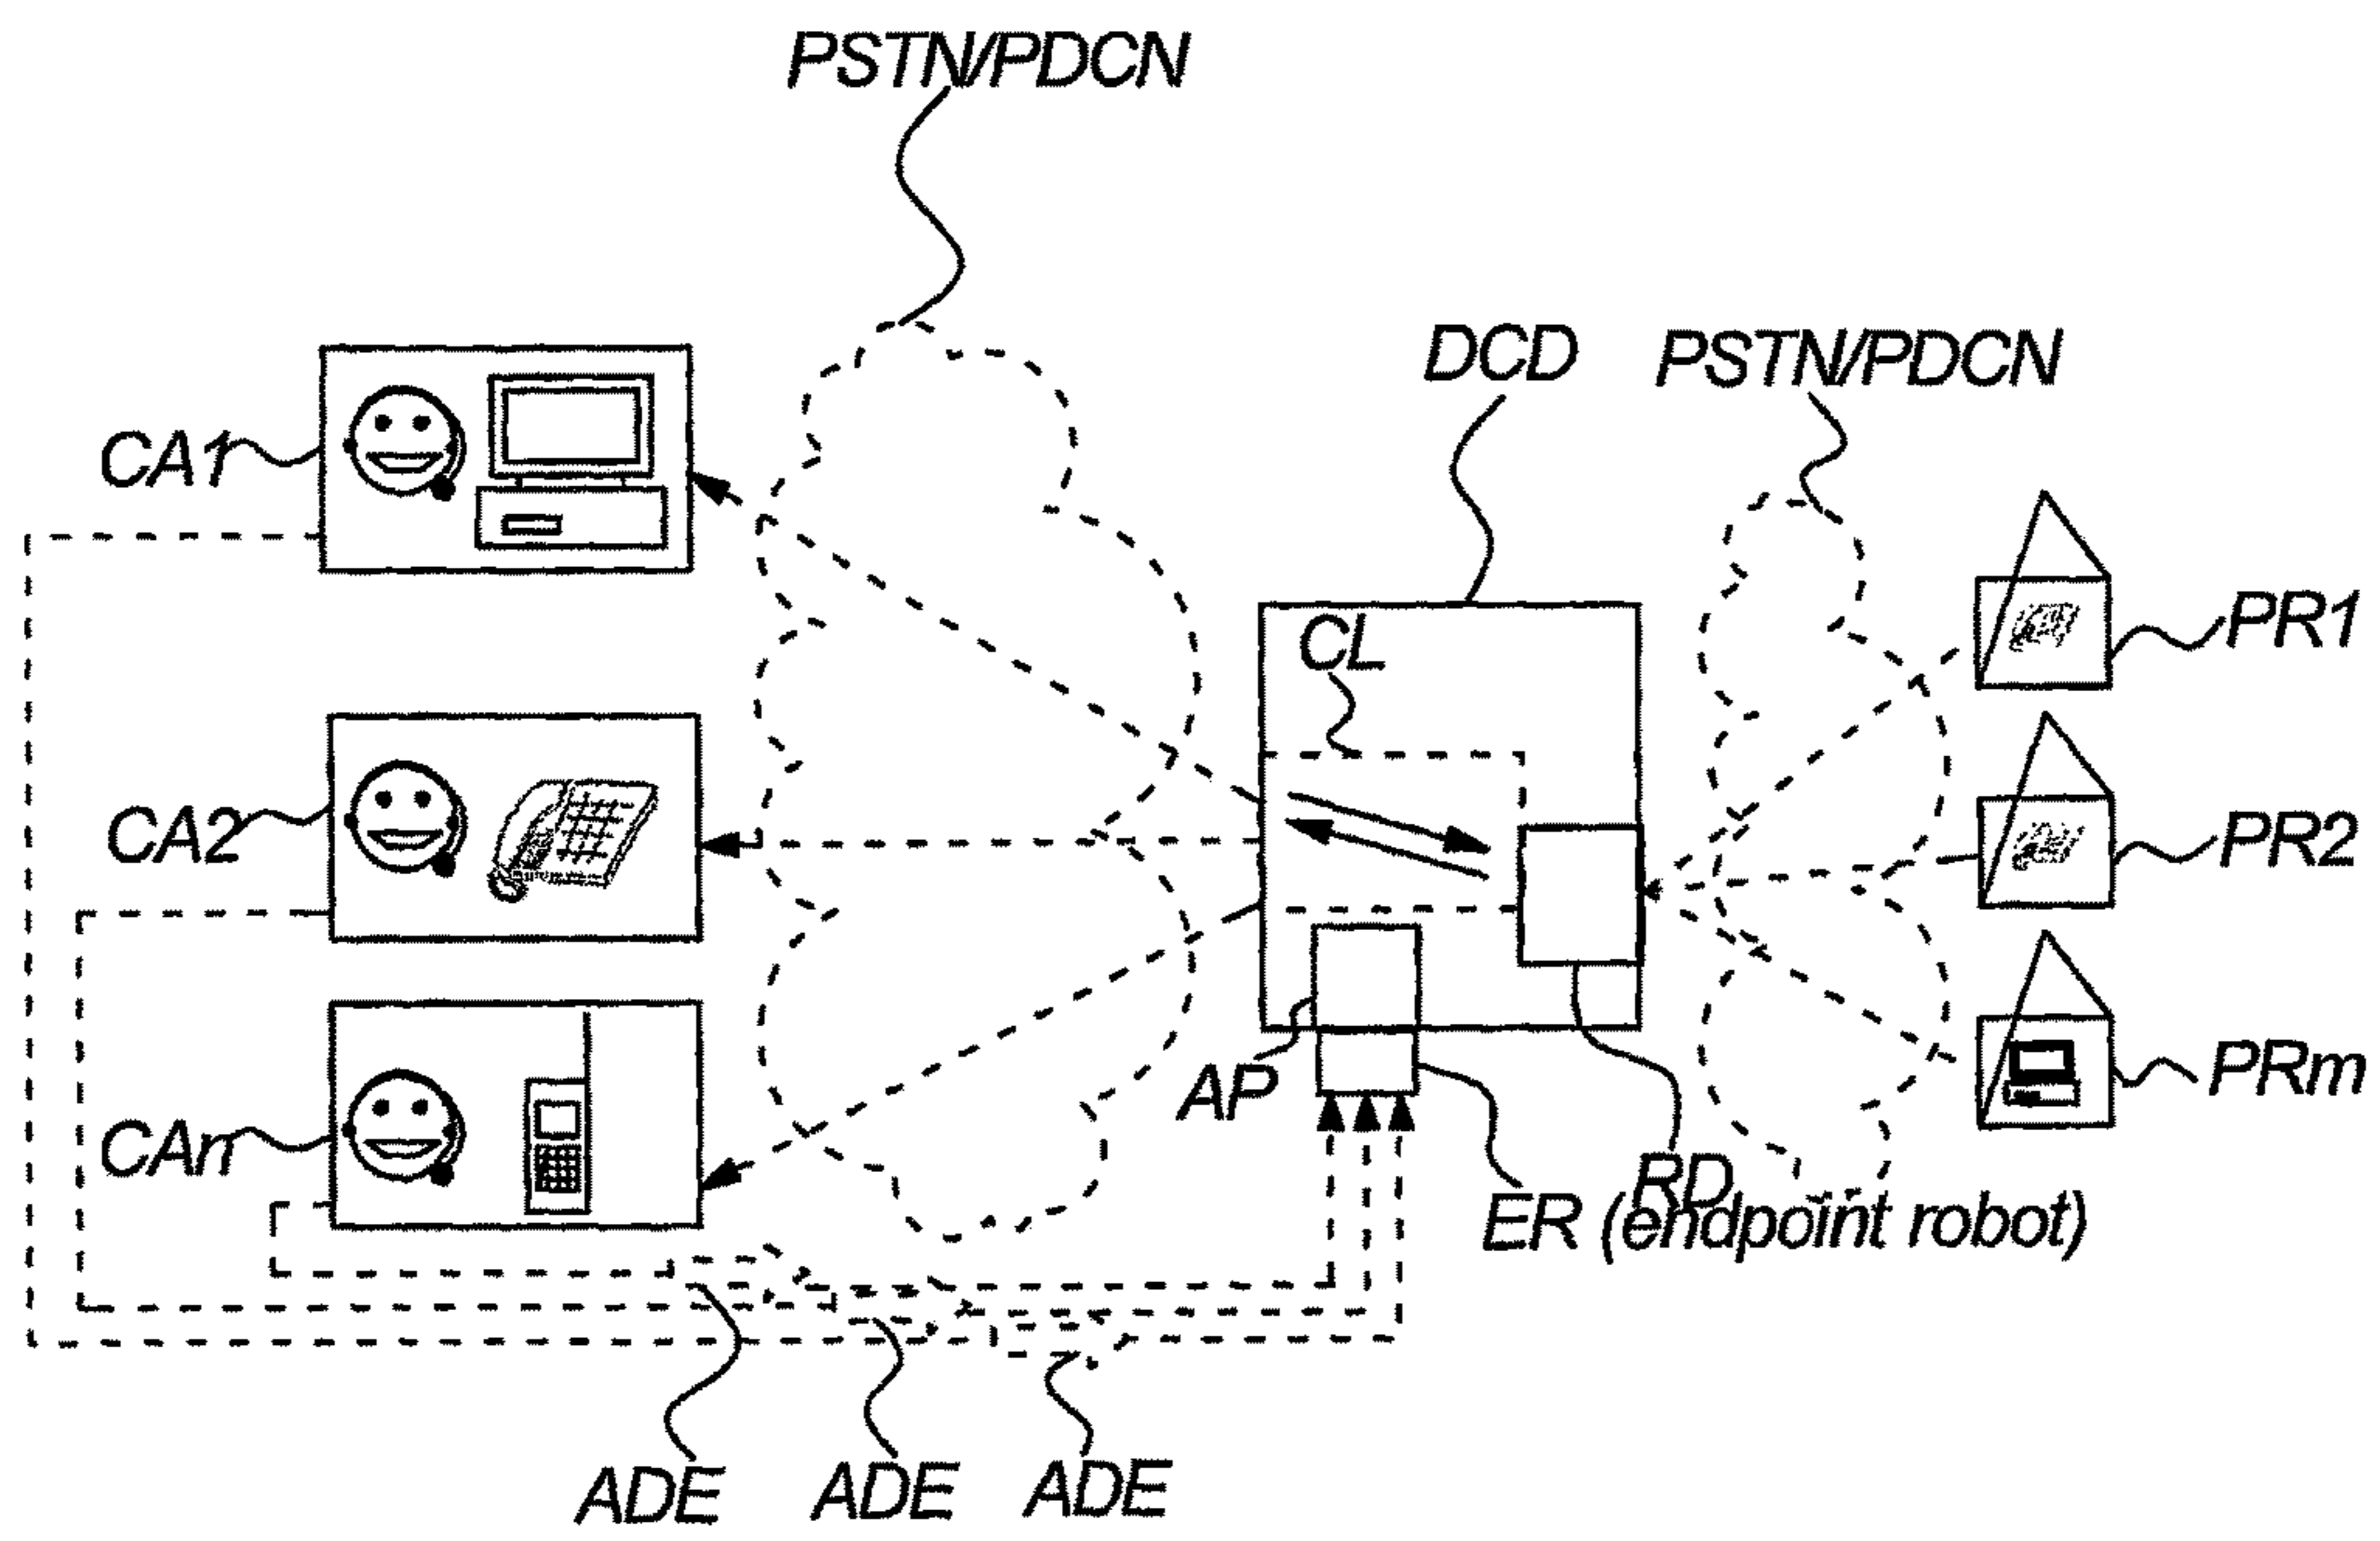 PSTN/PDCN
DCD
PSTN/PDCN
CA1
CL
PR1
CA2
PR2
CAn
AP
PRm
RD
ER (endpoint robot)
ADE
ADE
ADE